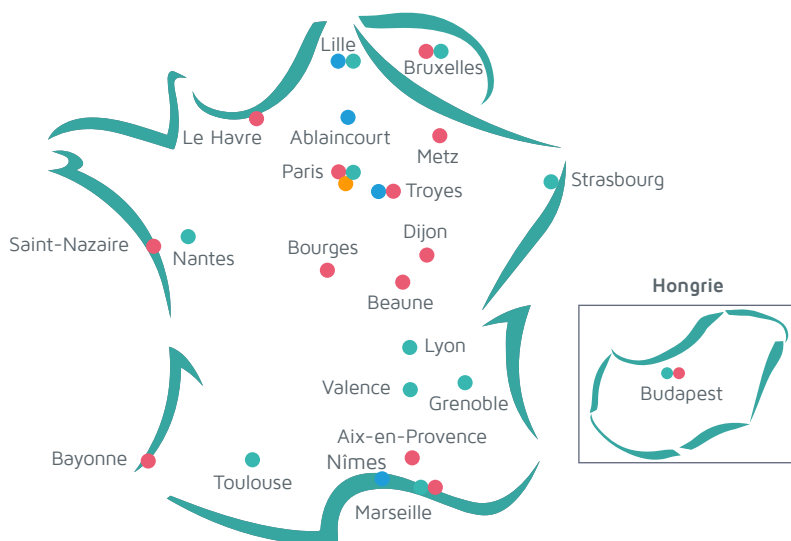 Lille
Bruxelles
Le Havre
Ablaincourt
Metz
Paris
Troyes
Strasbourg
Saint-Nazaire
Nantes
Bourges
Dijon
Beaune
Hongrie
Lyon
Valence
Grenoble
Budapest
Aix-en-Provence
Bayonne
Nîmes
Toulouse
Marseille